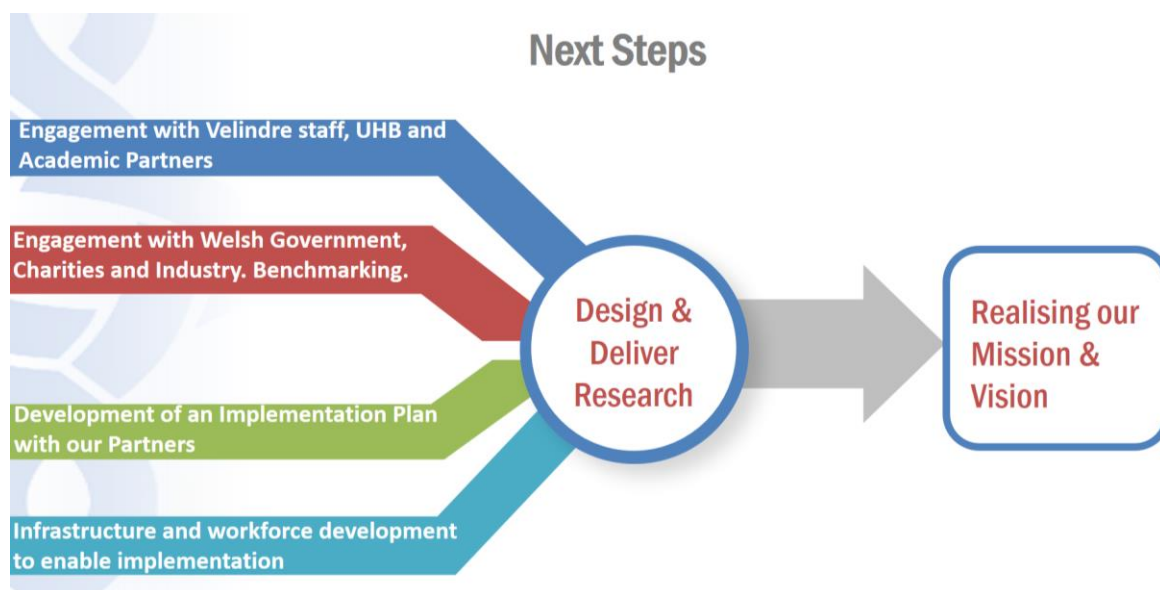 Next Steps
Engagement with Velindre staff, UHB and
Academic Partners
Engagement with Welsh Government,
Charities and Industry. Benchmarking.
Development of an Implementation Plan
with our Partners
Infrastructure and workforce development
to enable implementation
Design &
Deliver
Research
Realising our
Mission &
Vision